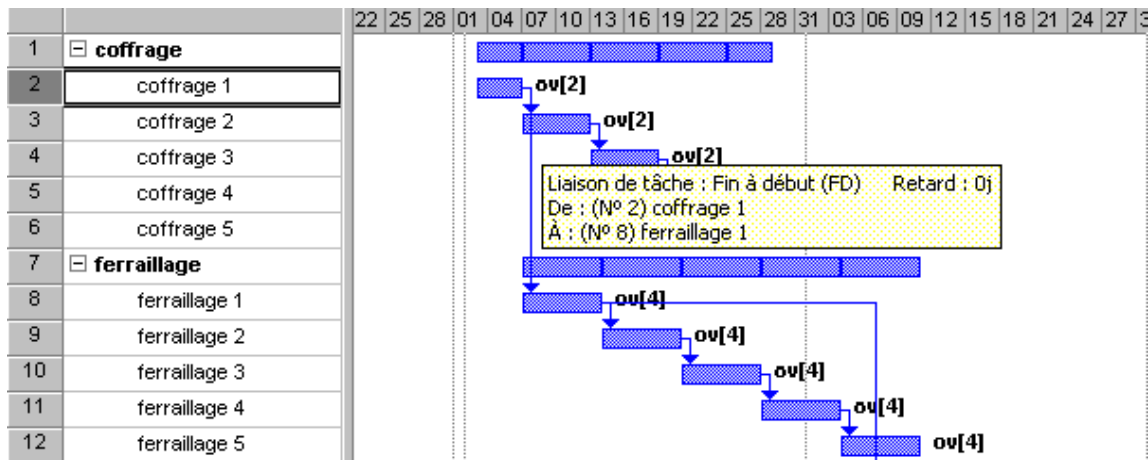 22 25 28 01 04 07 10 13 16 19 22 25 28 31 03 06 09 12 15 18 21 24 27
1 coffrage
2 coffrage 1 ov[2]
3 coffrage 2 ov[2]
4 coffrage 3 ov[2]
5 coffrage 4
6 coffrage 5
Liaison de tâche : Fin à début (FD) Retard : 0j
De : (Nº 2) coffrage 1
À : (Nº 8) ferraillage 1
7 ferraillage
8 ferraillage 1 ov[4]
9 ferraillage 2 ov[4]
10 ferraillage 3 ov[4]
11 ferraillage 4 ov[4]
12 ferraillage 5 ov[4]